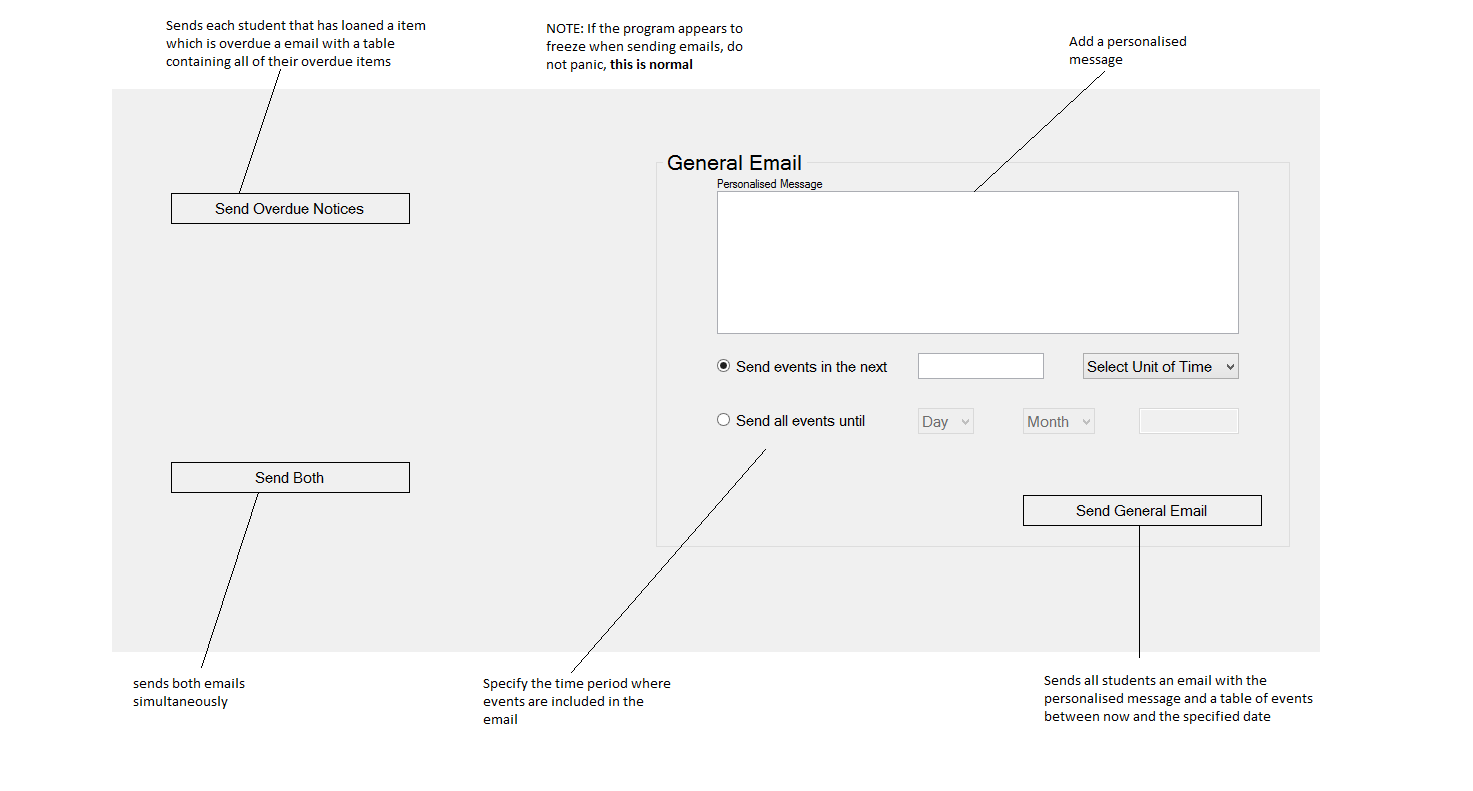 Sends each student that has loaned a item
which is overdue a email with a table
containing all of their overdue items
NOTE: If the program appears to
freeze when sending emails, do
not panic, this is normal
Add a personalised
message
General Email
Personalised Message
Send Overdue Notices
Send events in the next
Select Unit of Time
Send all events until
Day
Month
Send Both
Send General Email
sends both emails
simultaneously
Specify the time period where
events are included in the
email
Sends all students an email with the
personalised message and a table of events
between now and the specified date